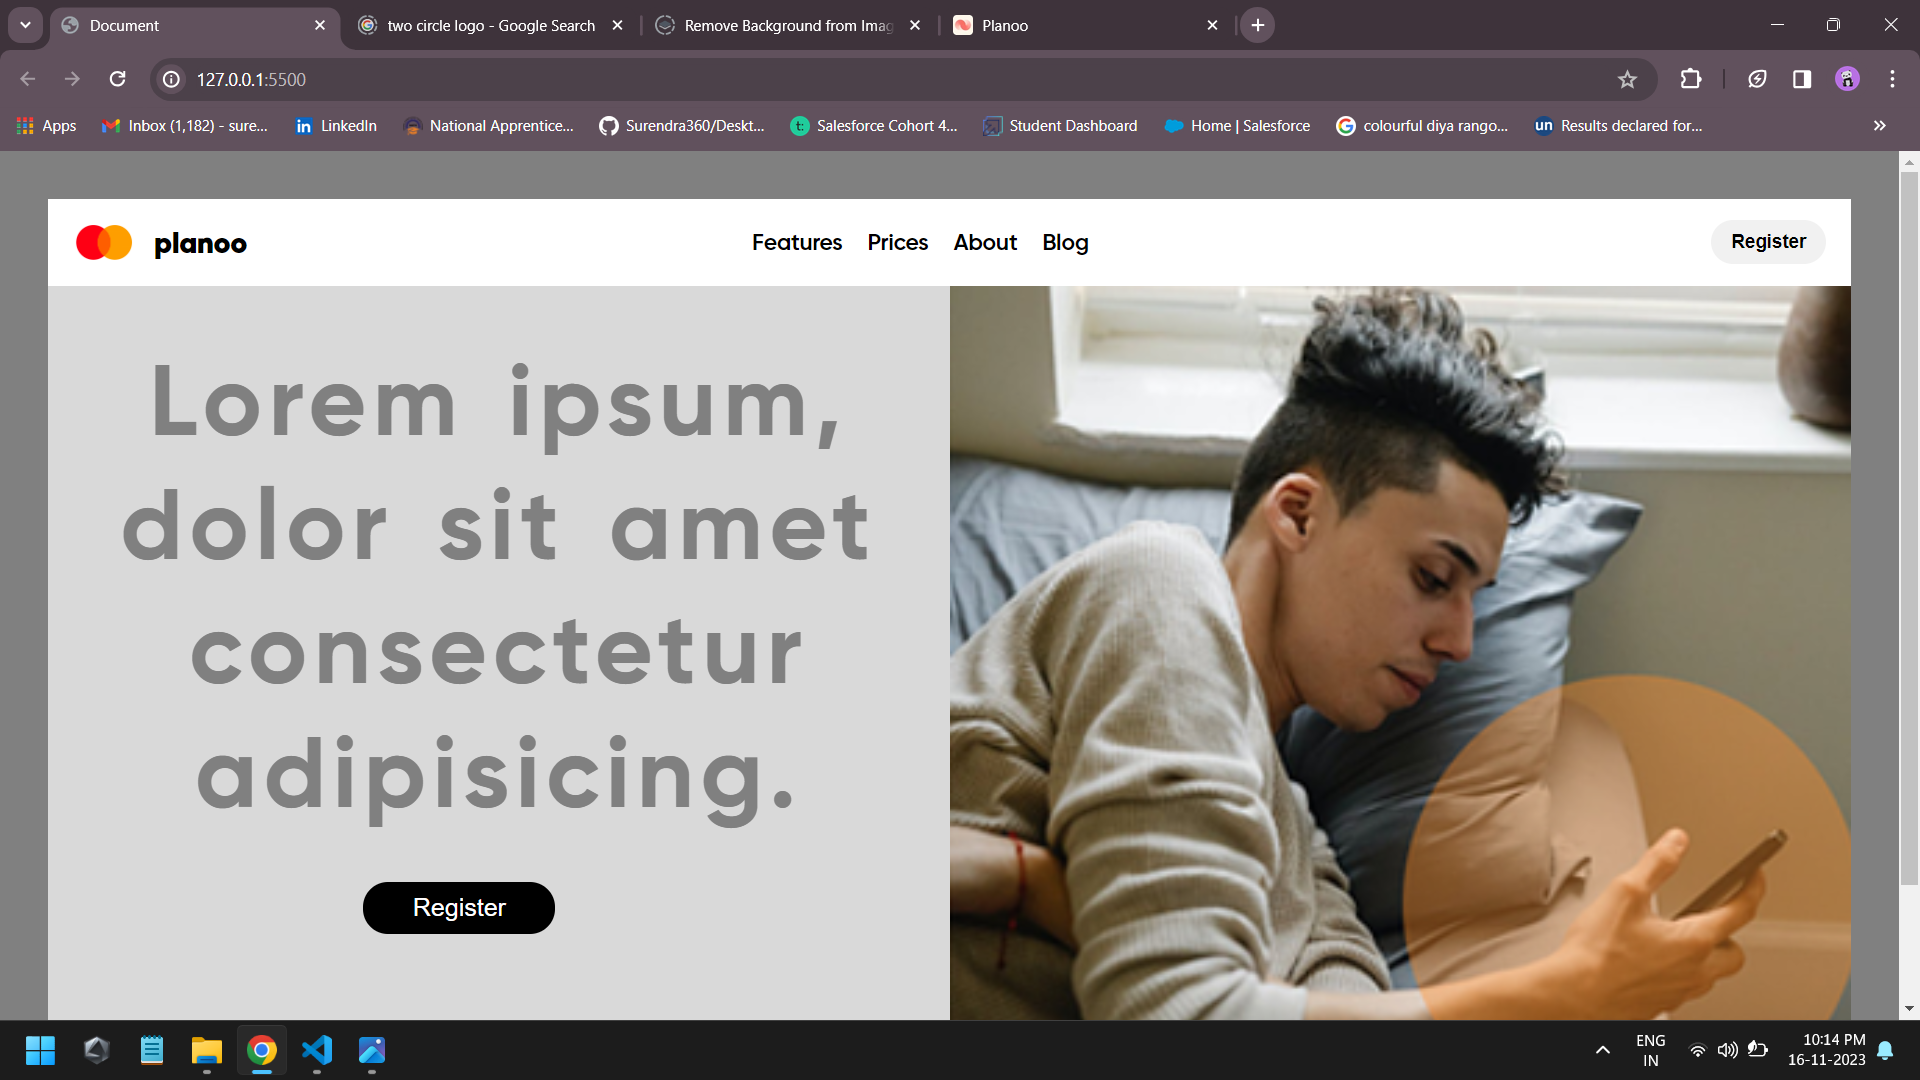 Document
two circle logo - Google Search
Remove Background from Imag
Planoo
127.0.0.1:5500
Apps
Inbox (1,182) - sure...
LinkedIn
National Apprentice...
Surendra360/Deskt...
Salesforce Cohort 4...
Student Dashboard
Home | Salesforce
colourful diya rango...
un
Results declared for...
planoo
Features
Prices
About
Blog
Register
Lorem ipsum,
dolor sit amet
consectetur
adipisicing.
Register
ENG
IN
10:14 PM
16-11-2023